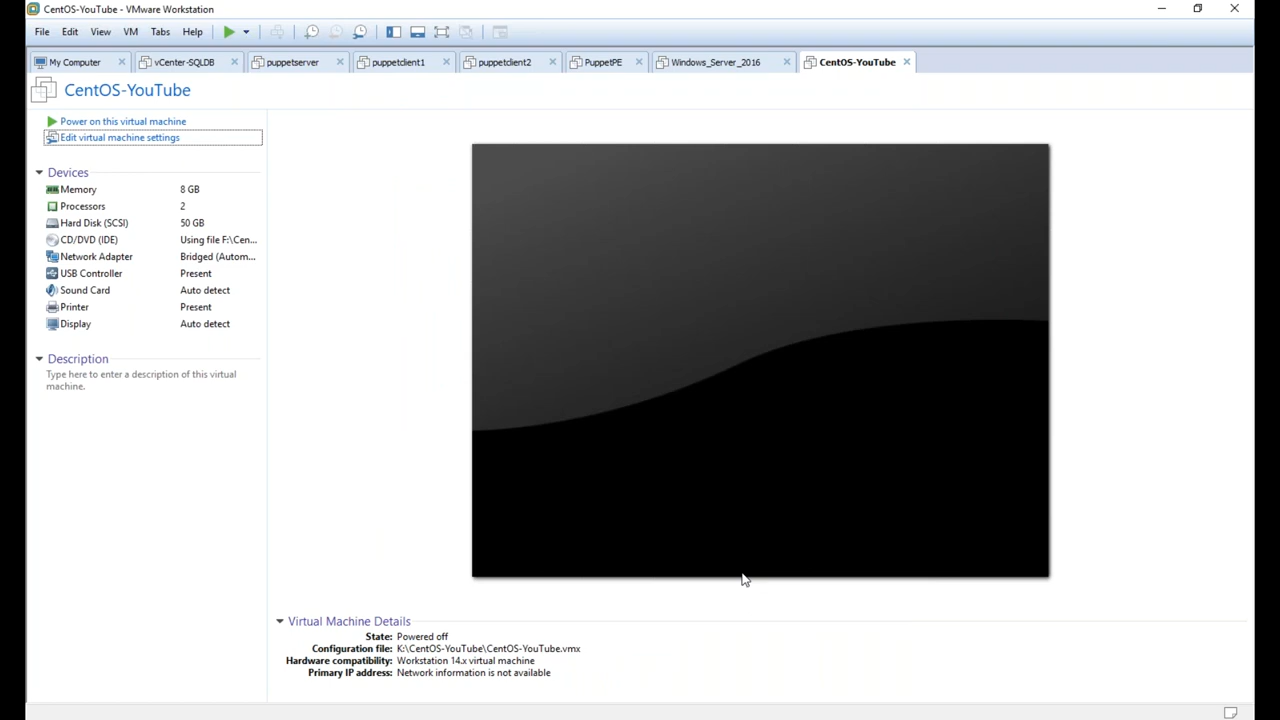 CentOS-YouTube - VMware Workstation
File Edit View VM Tabs Help
My Computer vCenter-SQLDB puppetserver puppetclient1 puppetclient2 PuppetPE Windows_Server_2016 CentOS-YouTube
CentOS-YouTube
Power on this virtual machine
Edit virtual machine settings
Devices
Memory 8 GB
Processors 2
Hard Disk (SCSI) 50 GB
CD/DVD (IDE) Using file F:\Cen...
Network Adapter Bridged (Autom...
USB Controller Present
Sound Card Auto detect
Printer Present
Display Auto detect
Description
Type here to enter a description of this virtual
machine.
Virtual Machine Details
State: Powered off
Configuration file: K:\CentOS-YouTube\CentOS-YouTube.vmx
Hardware compatibility: Workstation 14.x virtual machine
Primary IP address: Network information is not available